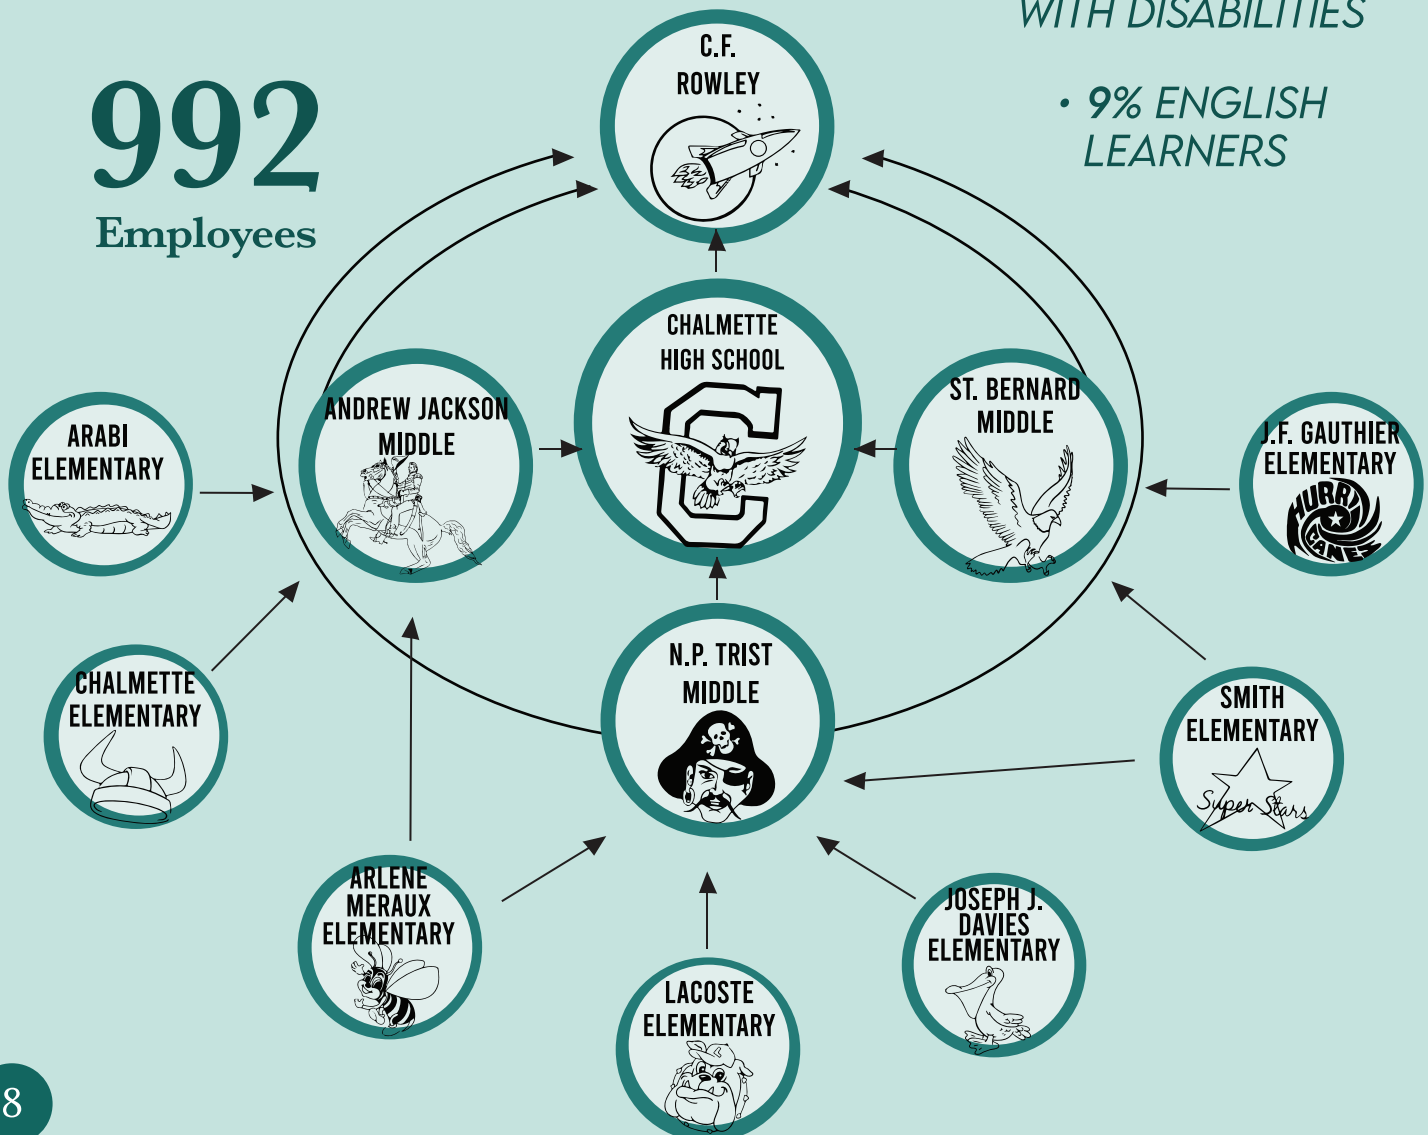 WITH DISABILITIES
• 9% ENGLISH
LEARNERS
992
Employees
C.F.
ROWLEY
CHALMETTE
HIGH SCHOOL
C
ANDREW JACKSON
MIDDLE
ST. BERNARD
MIDDLE
ARABI
ELEMENTARY
J.F. GAUTHIER
ELEMENTARY
HURRI
CANES
CHALMETTE
ELEMENTARY
N.P. TRIST
MIDDLE
SMITH
ELEMENTARY
Super Stars
ARLENE
MERAUX
ELEMENTARY
JOSEPH J.
DAVIES
ELEMENTARY
LACOSTE
ELEMENTARY
8